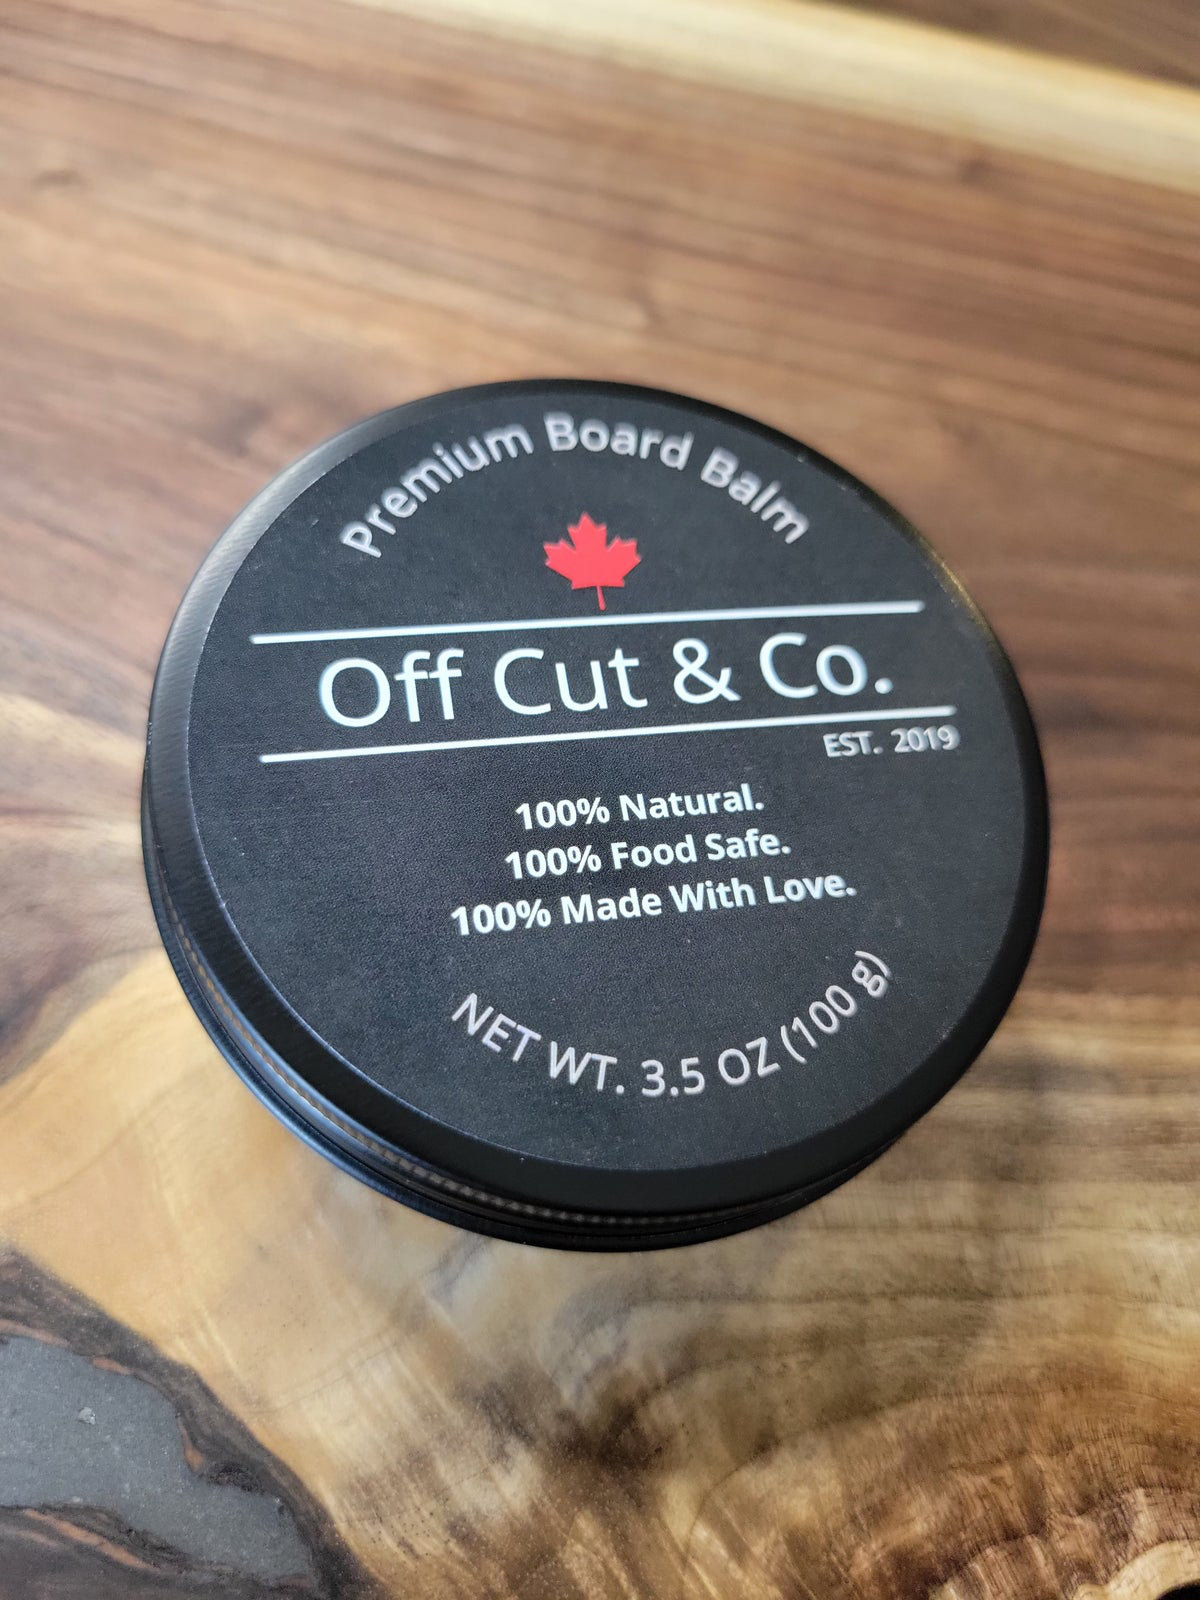 Premium Board Balm
Off Cut & Co.
EST. 2019
100% Natural.
100% Food Safe.
100% Made With Love.
NET WT. 3.5 OZ (100 g)